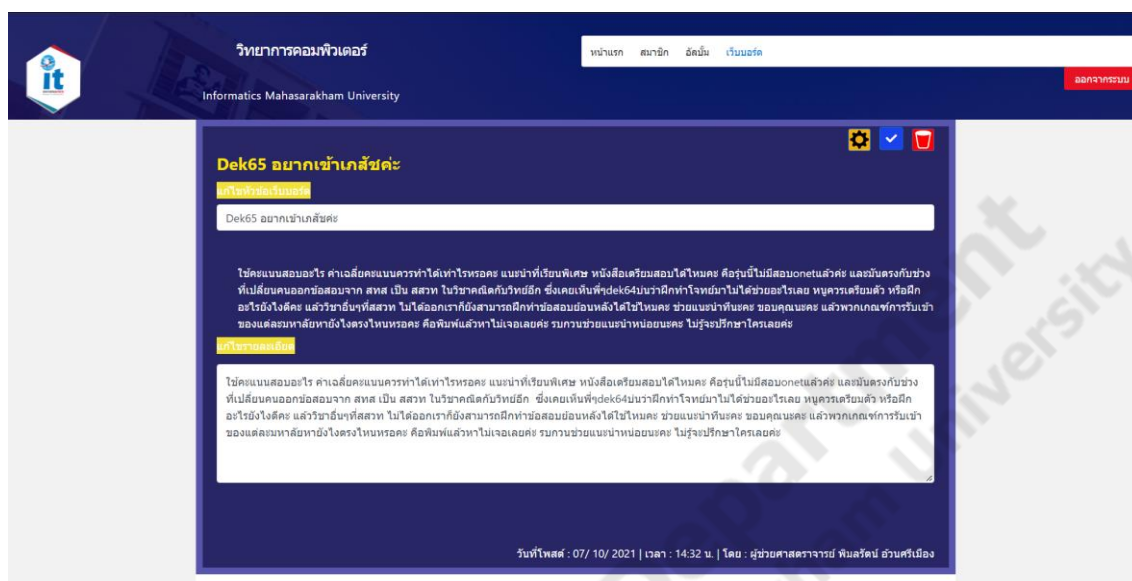 วิทยาการคอมพิวเตอร์
หน้าแรก สมาชิก อัลบั้ม เว็บบอร์ด
it
ออกจากระบบ
Informatics Mahasarakham University
Dek65 อยากเข้าเภสัชค่ะ
แก้ไขหัวข้อเว็บบอร์ด
Dek65 อยากเข้าเภสัชค่ะ
ใช้คะแนนสอบอะไร ค่าเฉลี่ยคะแนนควรทำได้เท่าไรหรอคะ แนะนำที่เรียนพิเศษ หนังสือเตรียมสอบได้ไหมคะ คือรุ่นนี้ไม่มีสอบonetแล้วค่ะ และมันตรงกับช่วง
ที่เปลี่ยนคนออกข้อสอบจาก สทศ เป็น สสวท ในวิชาคณิตกับวิทย์อีก ซึ่งเคยเห็นพี่ๆdek64บ่นว่าฝึกทำโจทย์มาไม่ได้ช่วยอะไรเลย หนูควรเตรียมตัว หรือฝึก
อะไรยังไงดีคะ แล้ววิชาอื่นๆที่สสวท ไม่ได้ออกเราก็ยังสามารถฝึกทำข้อสอบย้อนหลังได้ใช่ไหมคะ ช่วยแนะนำทีนะคะ ขอบคุณนะคะ แล้วพวกเกณฑ์การรับเข้า
ของแต่ละมหาลัยหายังไงตรงไหนหรอคะ คือพิมพ์แล้วหาไม่เจอเลยค่ะ รบกวนช่วยแนะนำหน่อยนะคะ ไม่รู้จะปรึกษาใครเลยค่ะ
แก้ไขรายละเอียด
ใช้คะแนนสอบอะไร ค่าเฉลี่ยคะแนนควรทำได้เท่าไรหรอคะ แนะนำที่เรียนพิเศษ หนังสือเตรียมสอบได้ไหมคะ คือรุ่นนี้ไม่มีสอบonetแล้วค่ะ และมันตรงกับช่วง
ที่เปลี่ยนคนออกข้อสอบจาก สทศ เป็น สสวท ในวิชาคณิตกับวิทย์อีก ซึ่งเคยเห็นพี่ๆdek64บ่นว่าฝึกทำโจทย์มาไม่ได้ช่วยอะไรเลย หนูควรเตรียมตัว หรือฝึก
อะไรยังไงดีคะ แล้ววิชาอื่นๆที่สสวท ไม่ได้ออกเราก็ยังสามารถฝึกทำข้อสอบย้อนหลังได้ใช่ไหมคะ ช่วยแนะนำทีนะคะ ขอบคุณนะคะ แล้วพวกเกณฑ์การรับเข้า
ของแต่ละมหาลัยหายังไงตรงไหนหรอคะ คือพิมพ์แล้วหาไม่เจอเลยค่ะ รบกวนช่วยแนะนำหน่อยนะคะ ไม่รู้จะปรึกษาใครเลยค่ะ
วันที่โพสต์ : 07/ 10/ 2021 | เวลา : 14:32 น. | โดย : ผู้ช่วยศาสตราจารย์ พิมลรัตน์ อ้วนศรีเมือง